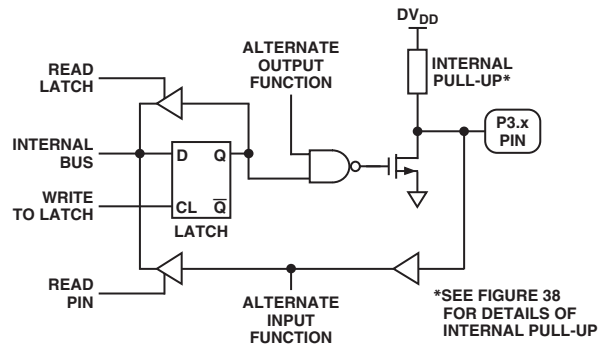 DVDD
ALTERNATE
OUTPUT
FUNCTION
READ
LATCH
INTERNAL
PULL-UP*
P3.x
PIN
INTERNAL
BUS
D Q
WRITE
TO LATCH
CL Q̅
LATCH
READ
PIN
ALTERNATE
INPUT
FUNCTION
*SEE FIGURE 38
FOR DETAILS OF
INTERNAL PULL-UP